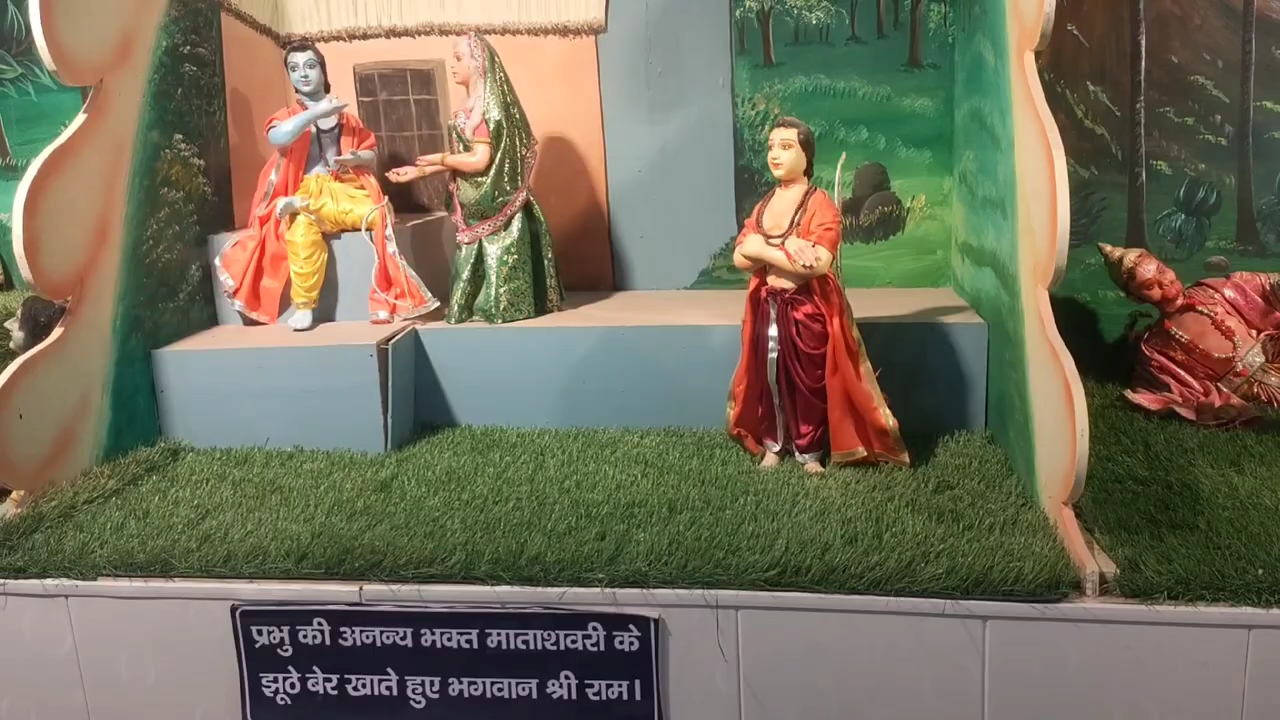 प्रभु की अनन्य भक्त माताशवरी के
झूठे बेर खाते हुए भगवान श्री राम।